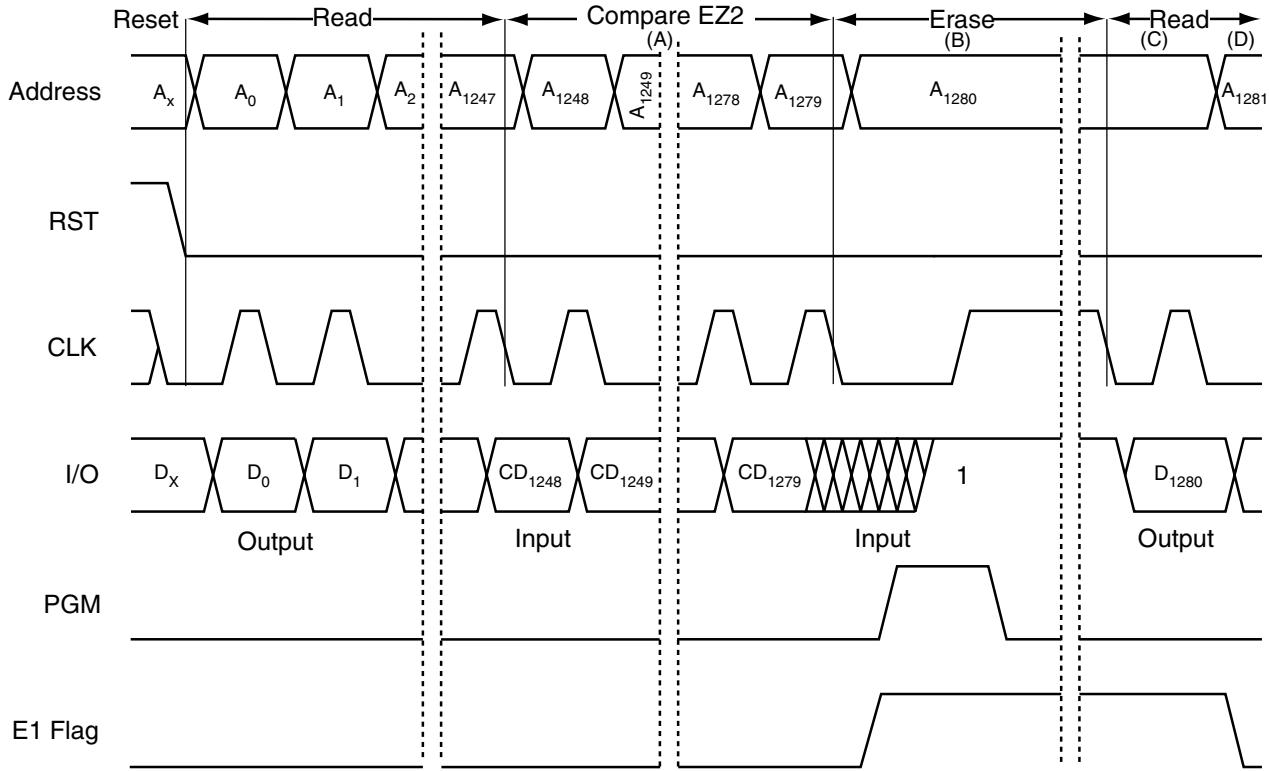 Reset Read Compare EZ2 Erase Read
(A) (B) (C) (D)
Address Ax A0 A1 A2 A1247 A1248 A1249 A1278 A1279 A1280 A1281
RST
CLK
I/O DX D0 D1 CD1248 CD1249 CD1279 1 D1280
Output Input Input Output
PGM
E1 Flag